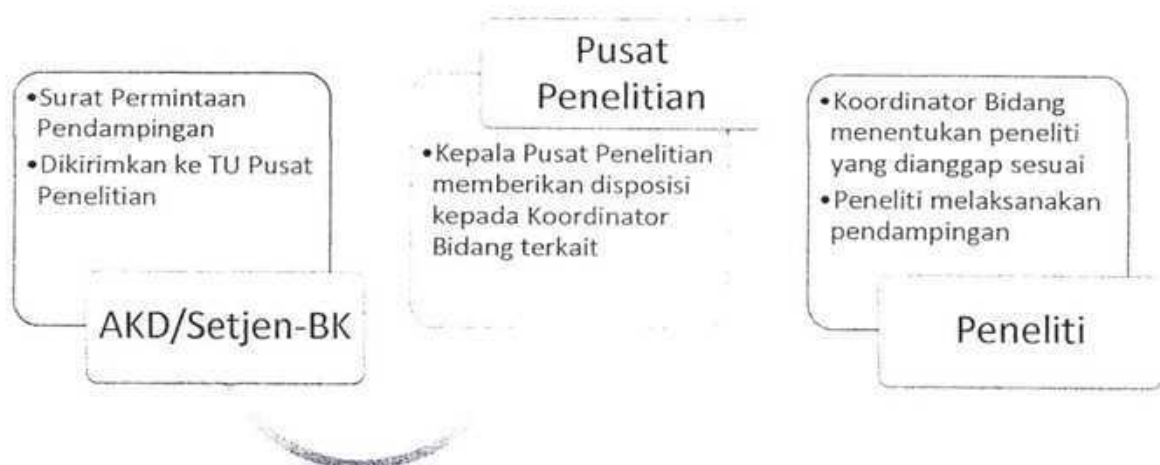 •Surat Permintaan
Pendampingan
•Dikirimkan ke TU Pusat
Penelitian
AKD/Setjen-BK
Pusat
Penelitian
•Kepala Pusat Penelitian
memberikan disposisi
kepada Koordinator
Bidang terkait
•Koordinator Bidang
menentukan peneliti
yang dianggap sesuai
•Peneliti melaksanakan
pendampingan
Peneliti